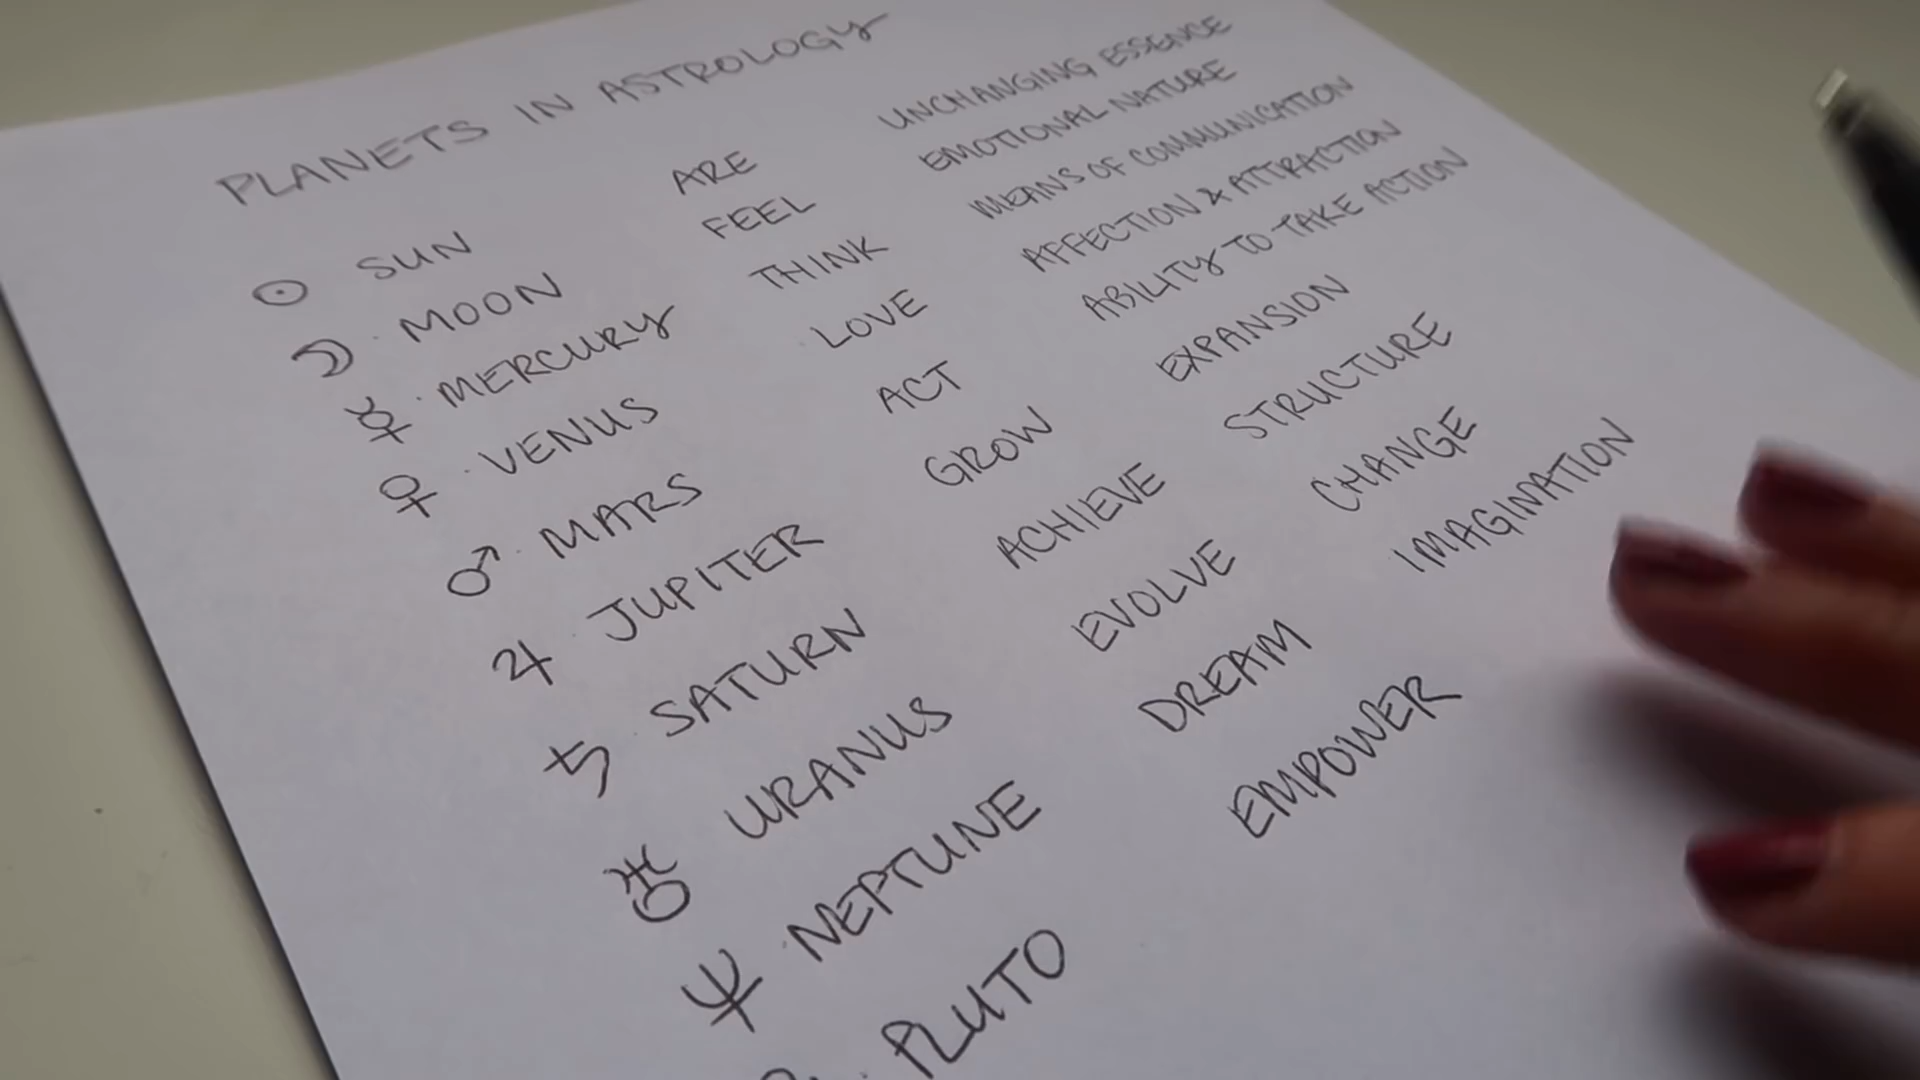 PLANETS IN ASTROLOGY
☉ SUN ARE UNCHANGING ESSENCE
☽ · MOON FEEL EMOTIONAL NATURE
☿ · MERCURY THINK MEANS OF COMMUNICATION
♀ · VENUS LOVE AFFECTION & ATTRACTION
♂ · MARS ACT ABILITY TO TAKE ACTION
♃ · JUPITER GROW EXPANSION
♄ · SATURN ACHIEVE STRUCTURE
♅ URANUS EVOLVE CHANGE
♆ · NEPTUNE DREAM IMAGINATION
· PLUTO EMPOWER